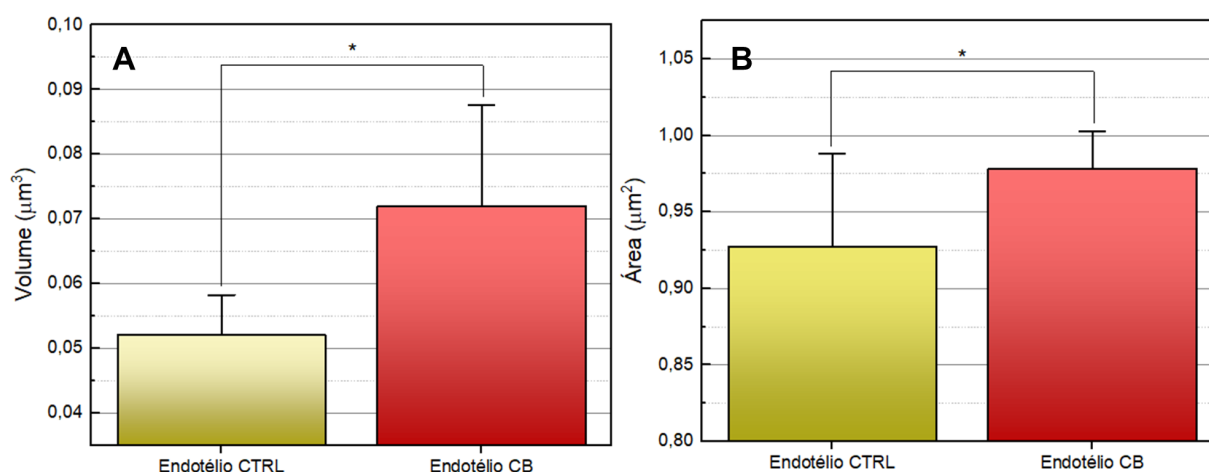 A
*
Volume (μm³)
0,10
0,09
0,08
0,07
0,06
0,05
0,04
Endotélio CTRL
Endotélio CB
B
*
Área (μm²)
1,05
1,00
0,95
0,90
0,85
0,80
Endotélio CTRL
Endotélio CB